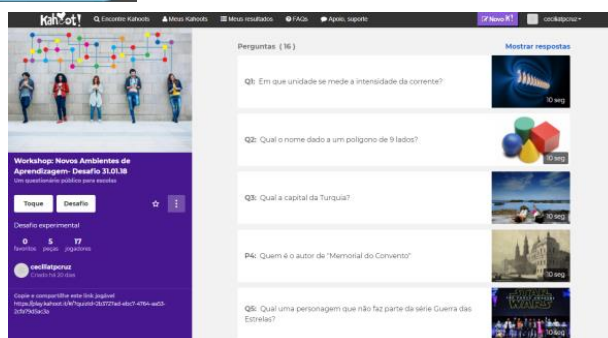 Kahoot!
Encontre Kahoots
Meus Kahoots
Meus resultados
FAQs
Apoio, suporte
Novo K!
ceciliatpcruz
Perguntas (16)
Mostrar respostas
Q1: Em que unidade se mede a intensidade da corrente?
10 seg
Q2: Qual o nome dado a um polígono de 9 lados?
10 seg
Q3: Qual a capital da Turquia?
10 seg
P4: Quem é o autor de "Memorial do Convento"
10 seg
Q5: Qual uma personagem que não faz parte da série Guerra das
Estrelas?
WARS
10 seg
Workshop: Novos Ambientes de
Aprendizagem- Desafio 31.01.18
Um questionário público para escolas
Toque
Desafio
Desafio experimental
0 5 17
favoritos peças jogadores
ceciliatpcruz
Criado há 30 dias
Copie e compartilhe este link jogável